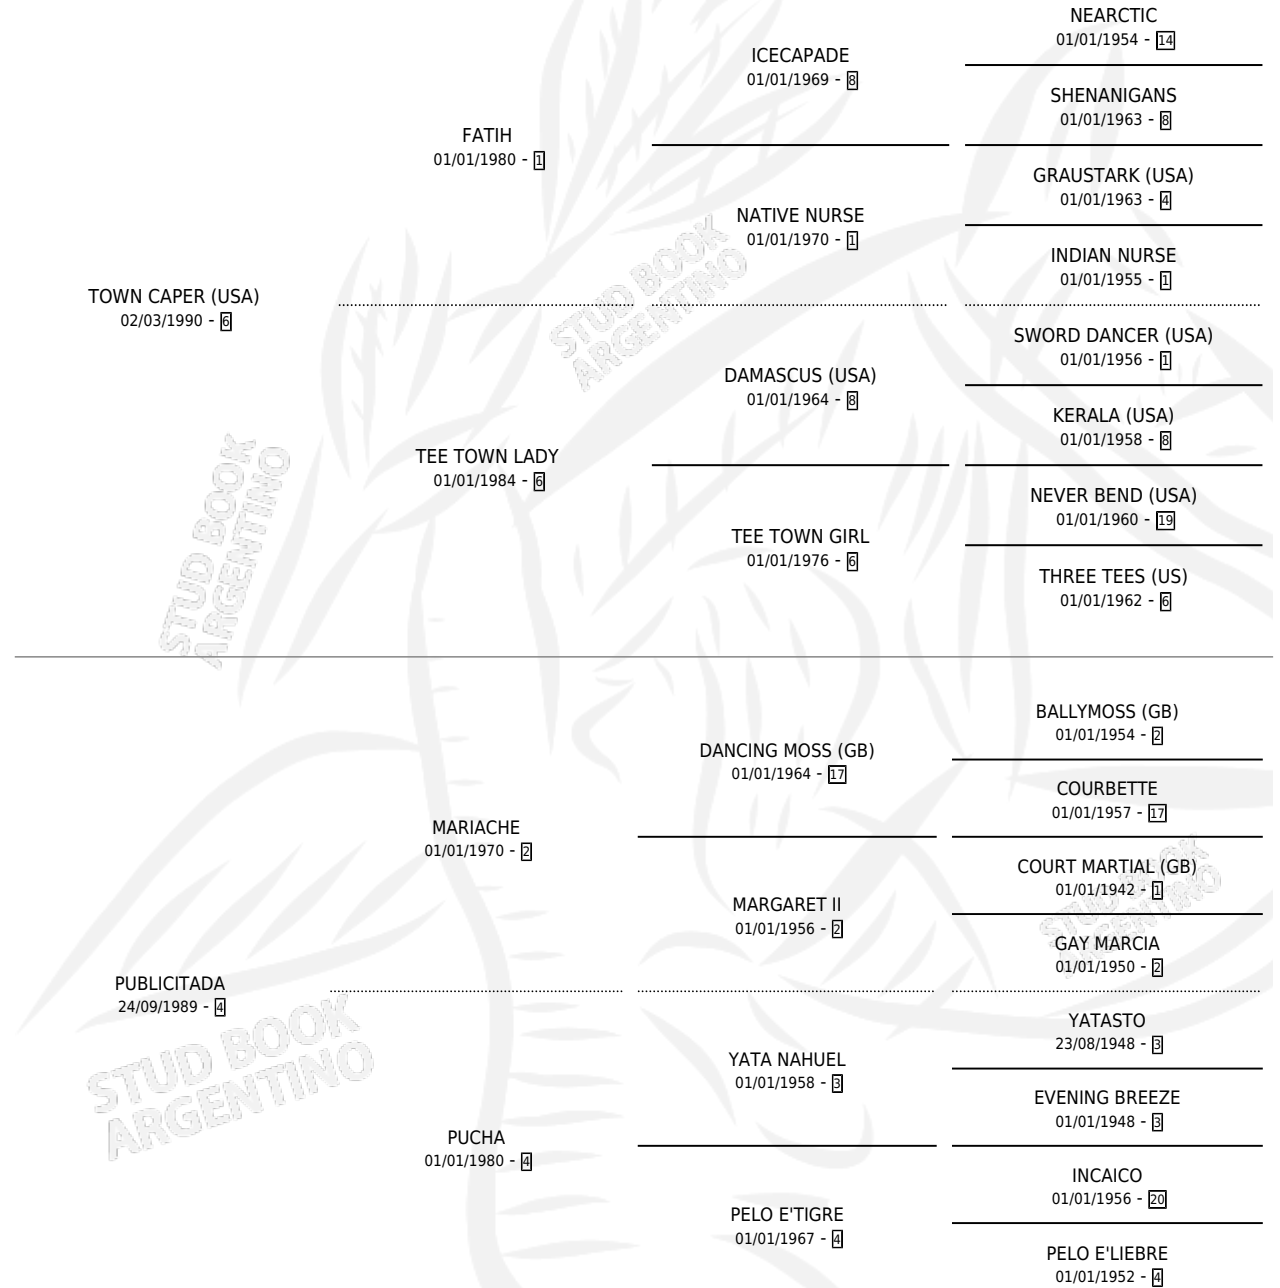 NEARCTIC
01/01/1954 - 14
ICECAPADE
01/01/1969 - 8
SHENANIGANS
01/01/1963 - 8
FATIH
01/01/1980 - 1
GRAUSTARK (USA)
01/01/1963 - 4
NATIVE NURSE
01/01/1970 - 1
INDIAN NURSE
01/01/1955 - 1
TOWN CAPER (USA)
02/03/1990 - 6
STUD BOOK
ARGENTINO
SWORD DANCER (USA)
01/01/1956 - 1
DAMASCUS (USA)
01/01/1964 - 8
KERALA (USA)
01/01/1958 - 8
TEE TOWN LADY
01/01/1984 - 6
NEVER BEND (USA)
01/01/1960 - 19
TEE TOWN GIRL
01/01/1976 - 6
THREE TEES (US)
01/01/1962 - 6
STUD BOOK
ARGENTINO
BALLYMOSS (GB)
01/01/1954 - 2
DANCING MOSS (GB)
01/01/1964 - 17
COURBETTE
01/01/1957 - 17
MARIACHE
01/01/1970 - 2
COURT MARTIAL (GB)
01/01/1942 - 1
MARGARET II
01/01/1956 - 2
STUD BOOK
ARGENTINO
GAY MARCIA
01/01/1950 - 2
PUBLICITADA
24/09/1989 - 4
YATASTO
23/08/1948 - 3
YATA NAHUEL
01/01/1958 - 3
EVENING BREEZE
01/01/1948 - 3
STUD BOOK
ARGENTINO
PUCHA
01/01/1980 - 4
INCAICO
01/01/1956 - 20
PELO E'TIGRE
01/01/1967 - 4
PELO E'LIEBRE
01/01/1952 - 4